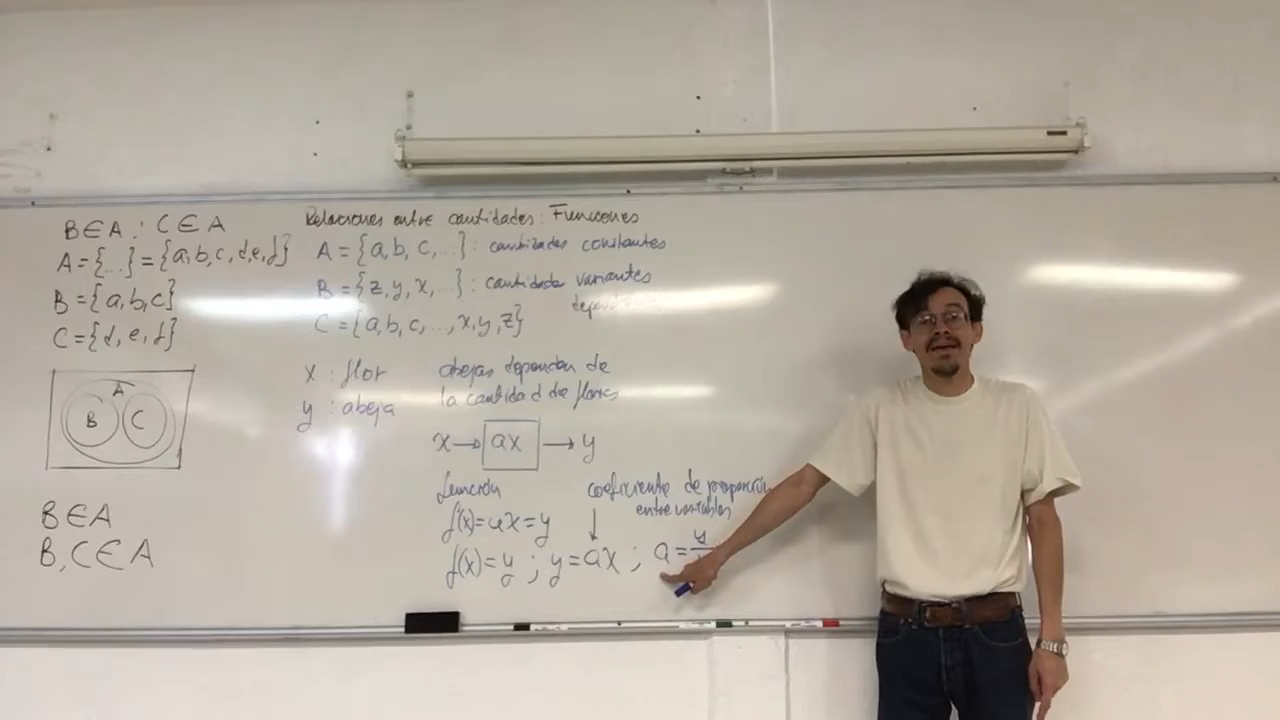 B ∈ A ; C ∈ A
A = {...} = {a, b, c, d, e, f}
B = {a, b, c}
C = {d, e, f}
A
B C
B ∈ A
B, C ∈ A
Relaciones entre cantidades: Funciones
A = {a, b, c, ...} : cantidades constantes
B = {z, y, x, ...} : cantidades variantes
C = {a, b, c, ..., x, y, z}
x : flor
y : abeja
abejas dependen de
la cantidad de flores
x → ax → y
función
f(x) = ax = y
coeficiente de proporción
entre variables
f(x) = y ; y = ax ; a = y